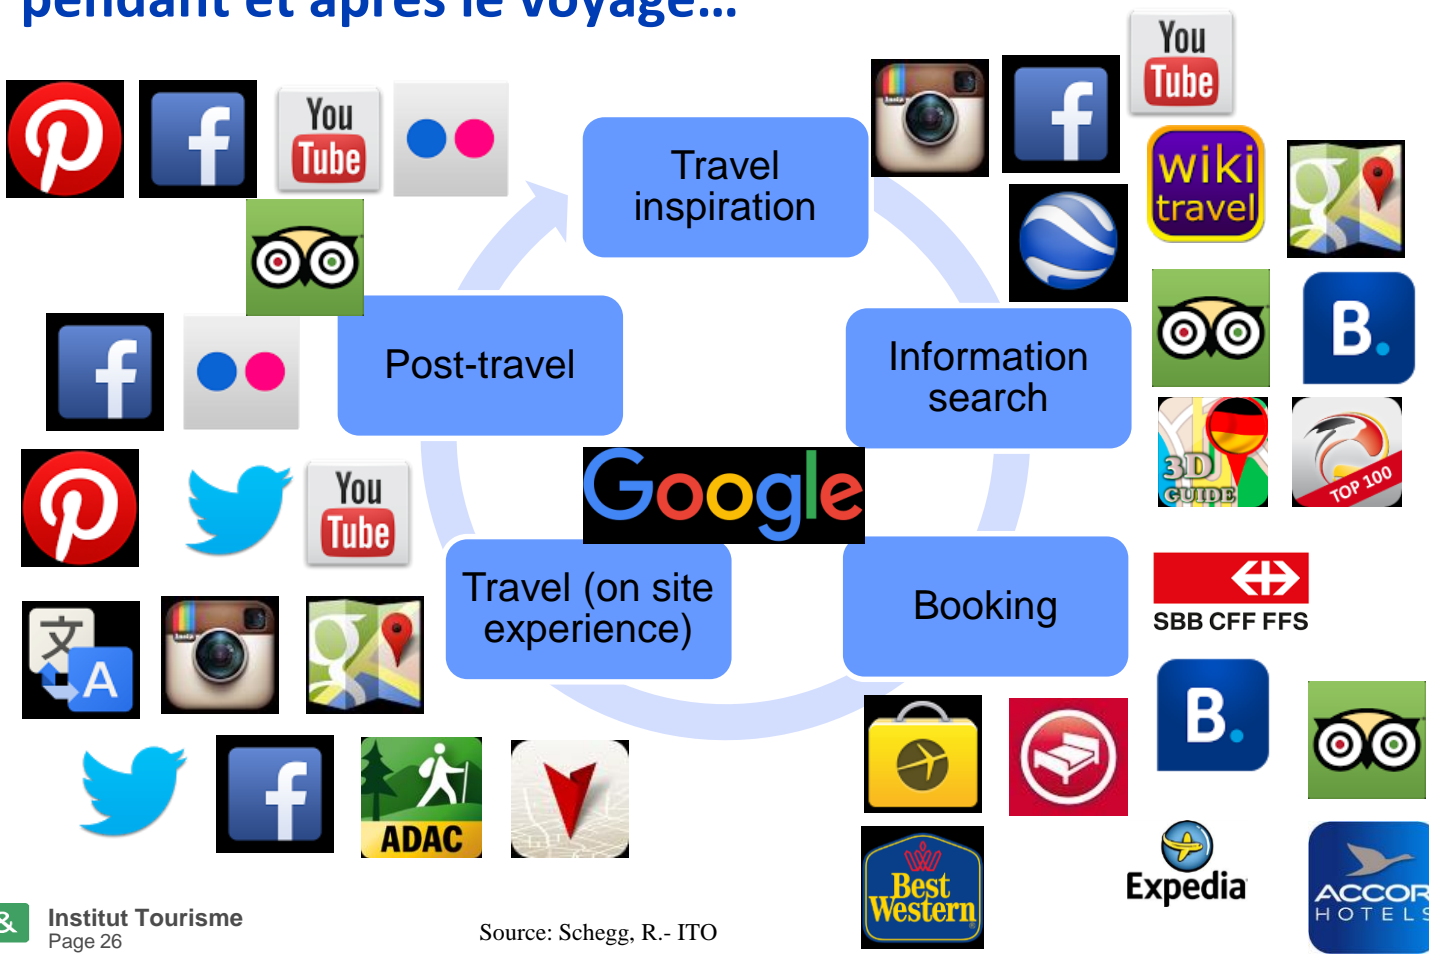 pendant et après le voyage...
You
Tube
You
Tube
Travel
inspiration
wiki
travel
Post-travel
Information
search
B.
3D
GUIDE
TOP 100
Google
You
Tube
Travel (on site
experience)
Booking
SBB CFF FFS
文
A
B.
ADAC
Best
Western
Expedia
ACCOR
HOTELS
&
Institut Tourisme
Page 26
Source: Schegg, R.- ITO